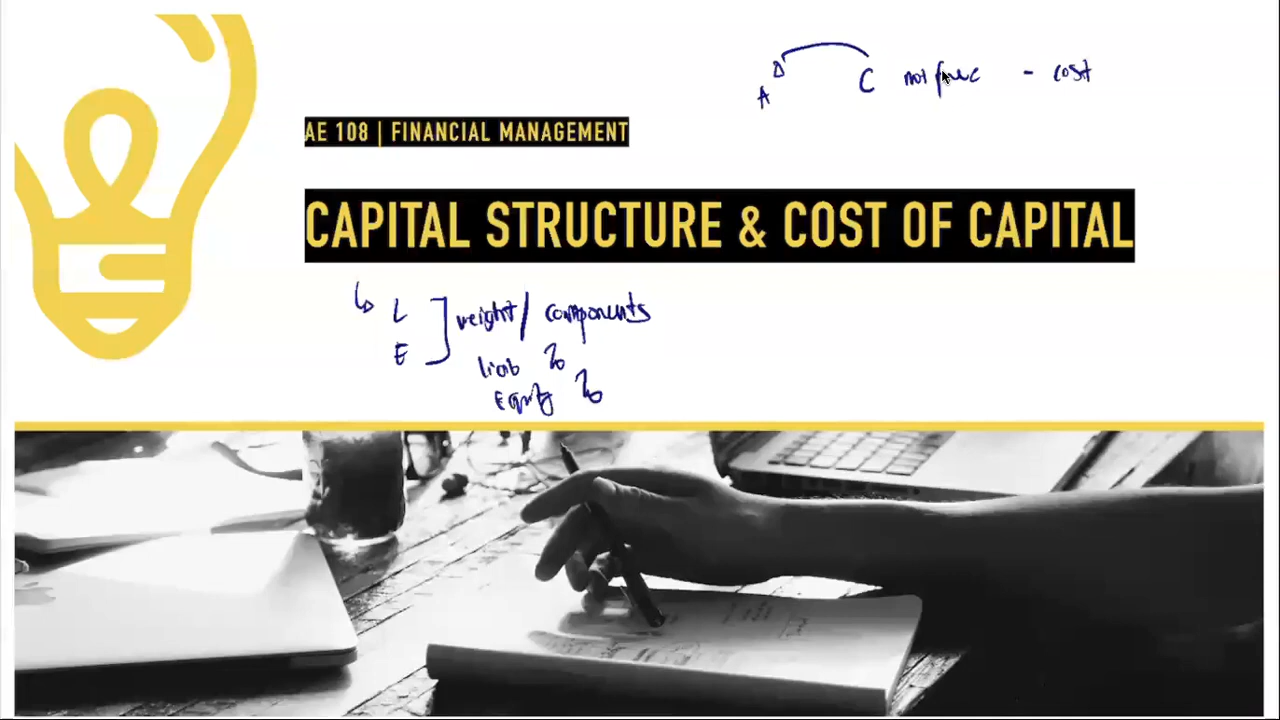 D
A
C not free - cost
AE 108 | FINANCIAL MANAGEMENT
CAPITAL STRUCTURE & COST OF CAPITAL
L
E
weight / components
liab %
Equity %